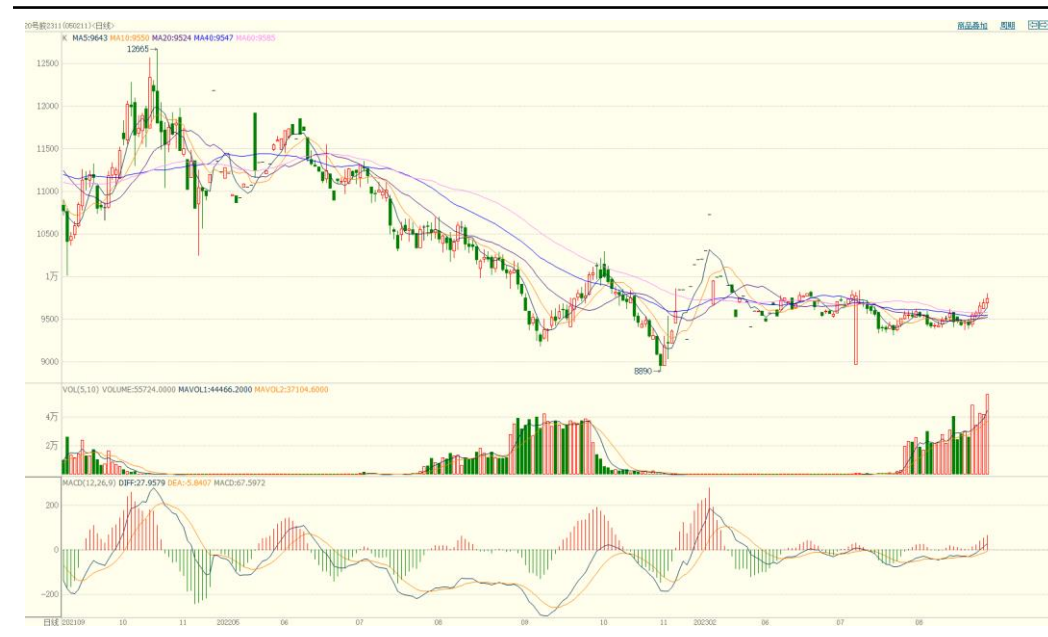 20号胶2311(050211)<日线>
商品叠加 周期
K MA5:9643 MA10:9550 MA20:9524 MA40:9547 MA60:9565
12665→
12500
12000
11500
11000
10500
1万
9500
9000
8890→
VOL(5,10) VOLUME:55724.0000 MAVOL1:44466.2000 MAVOL2:37104.6000
4万
2万
MACD(12,26,9) DIFF:27.9579 DEA:-5.8407 MACD:67.5972
200
0
-200
日线 202109 10 11 202205 06 07 08 09 10 11 202302 06 07 08